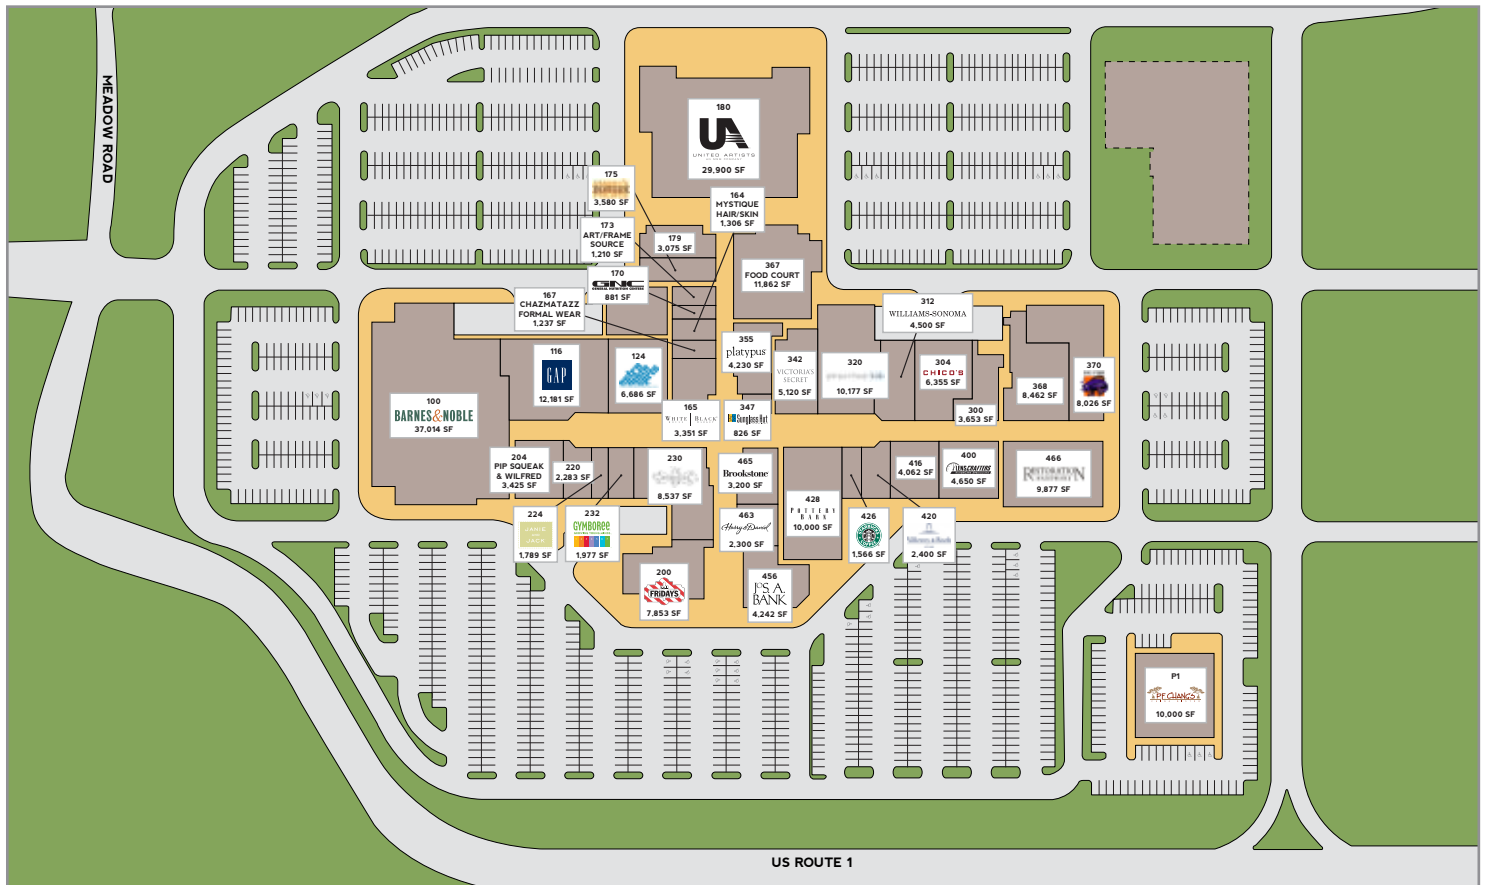 MEADOW ROAD
180
UA
UNITED ARTISTS
29,900 SF
175
3,580 SF
164
MYSTIQUE
HAIR/SKIN
1,306 SF
173
ART/FRAME
SOURCE
1,210 SF
179
3,075 SF
170
GNC
GENERAL NUTRITION CENTERS
881 SF
367
FOOD COURT
11,862 SF
167
CHAZMATAZZ
FORMAL WEAR
1,237 SF
312
WILLIAMS-SONOMA
4,500 SF
116
GAP
12,181 SF
124
6,686 SF
355
platypus
4,230 SF
342
VICTORIA'S
SECRET
5,120 SF
320
10,177 SF
304
CHICO'S
6,355 SF
300
3,653 SF
368
8,462 SF
370
8,026 SF
100
BARNES&NOBLE
37,014 SF
165
WHITE BLACK
3,351 SF
347
Sunglass Hut
826 SF
204
PIP SQUEAK
& WILFRED
3,425 SF
220
2,283 SF
230
8,537 SF
465
Brookstone
3,200 SF
416
4,062 SF
400
LENSCRAFTERS
4,650 SF
466
RESTORATION
HARDWARE
9,877 SF
428
POTTERY
BARN
10,000 SF
224
JANIE
AND
JACK
1,789 SF
232
GYMBOREE
1,977 SF
463
Harry & David
2,300 SF
426
1,566 SF
420
2,400 SF
200
FRIDAYS
7,853 SF
456
JOS. A.
BANK
4,242 SF
P1
P.F. CHANG'S
10,000 SF
US ROUTE 1